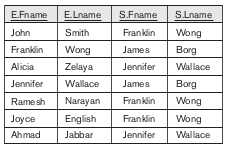 E.Fname E.Lname S.Fname S.Lname
John Smith Franklin Wong
Franklin Wong James Borg
Alicia Zelaya Jennifer Wallace
Jennifer Wallace James Borg
Ramesh Narayan Franklin Wong
Joyce English Franklin Wong
Ahmad Jabbar Jennifer Wallace